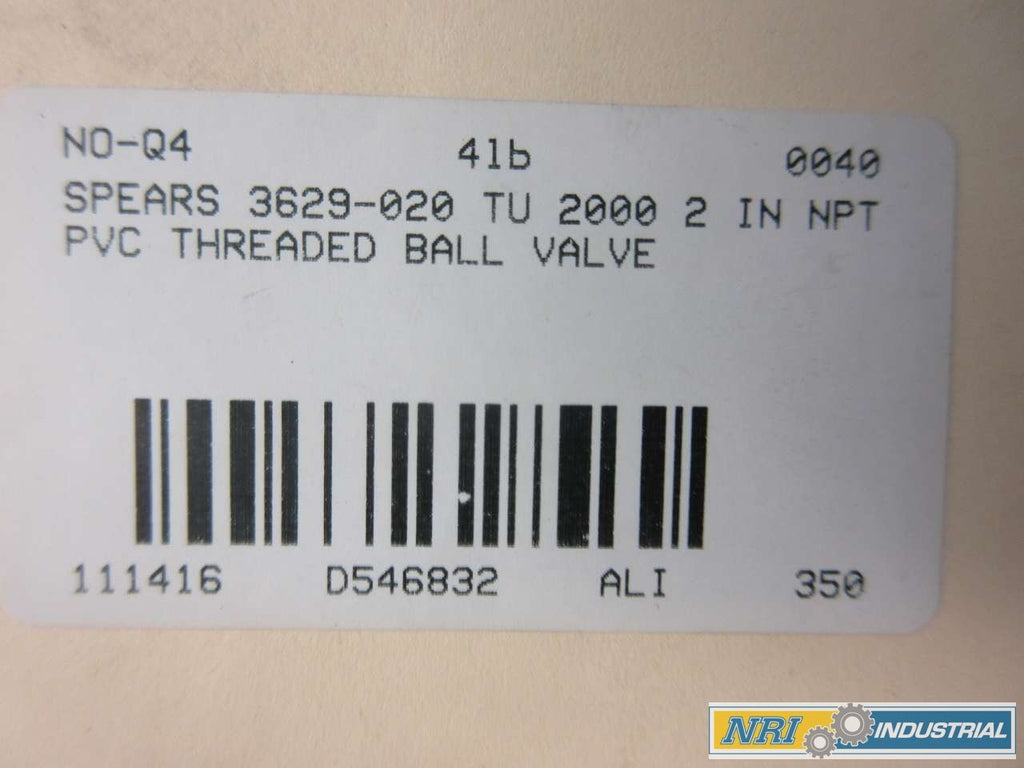 NO-Q4 41b 0040
SPEARS 3629-020 TU 2000 2 IN NPT
PVC THREADED BALL VALVE
111416 D546832 ALI 350
NRI INDUSTRIAL